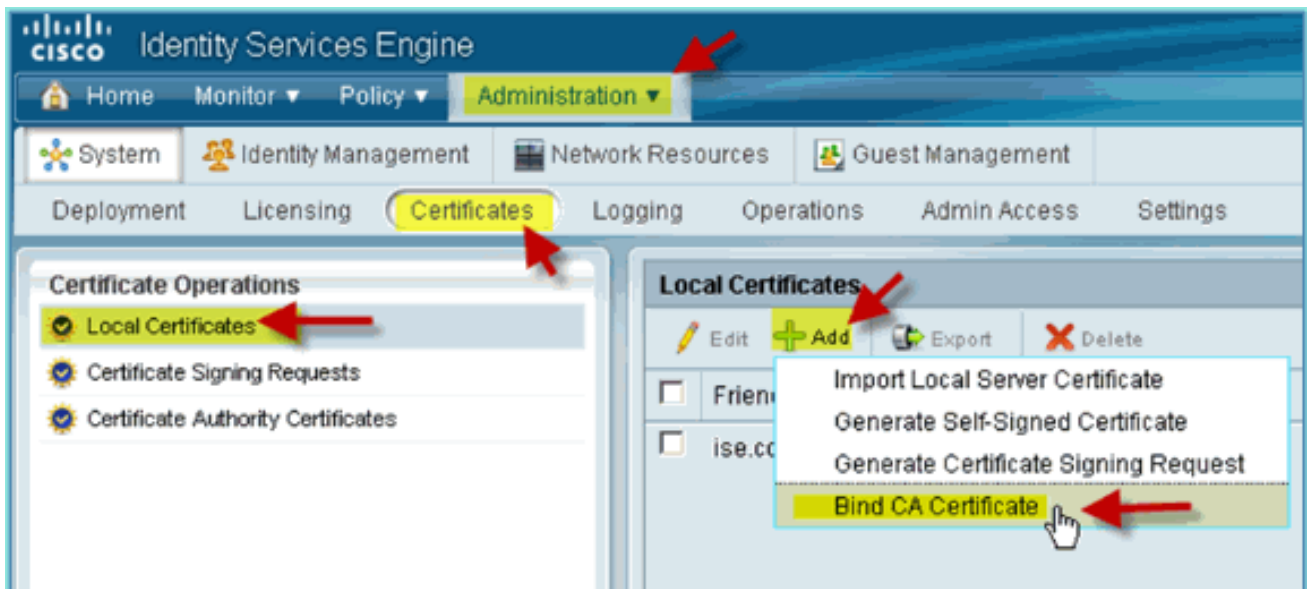 CISCO Identity Services Engine
Home Monitor Policy Administration
System Identity Management Network Resources Guest Management
Deployment Licensing Certificates Logging Operations Admin Access Settings
Certificate Operations
Local Certificates
Certificate Signing Requests
Certificate Authority Certificates
Local Certificates
Edit Add Export Delete
Import Local Server Certificate
Generate Self-Signed Certificate
Generate Certificate Signing Request
Bind CA Certificate